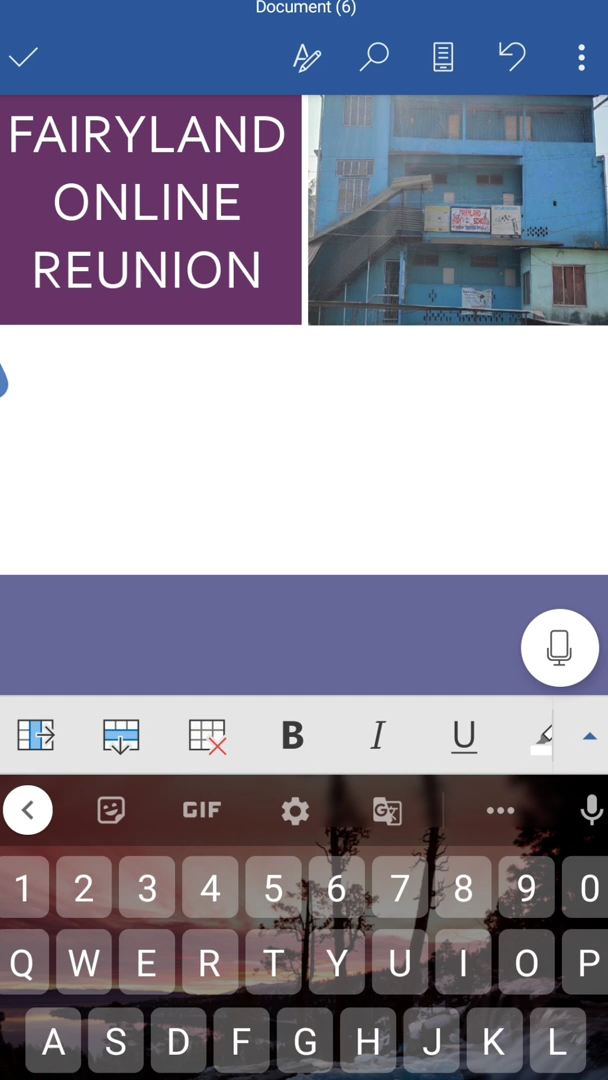 Document (6)
FAIRYLAND
ONLINE
REUNION
B I U
GIF
1 2 3 4 5 6 7 8 9 0
Q W E R T Y U I O P
A S D F G H J K L